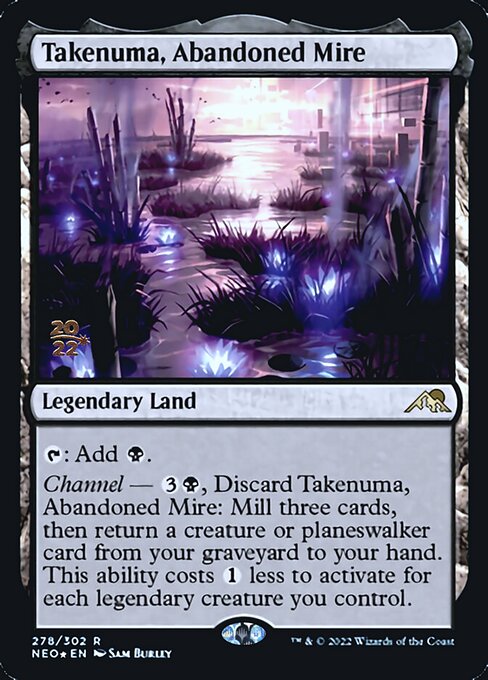 Takenuma, Abandoned Mire
20
22★
Legendary Land
: Add .
Channel — 3, Discard Takenuma,
Abandoned Mire: Mill three cards,
then return a creature or planeswalker
card from your graveyard to your hand.
This ability costs 1 less to activate for
each legendary creature you control.
278/302 R
NEO★EN Sam Burley
™ & © 2022 Wizards of the Coast